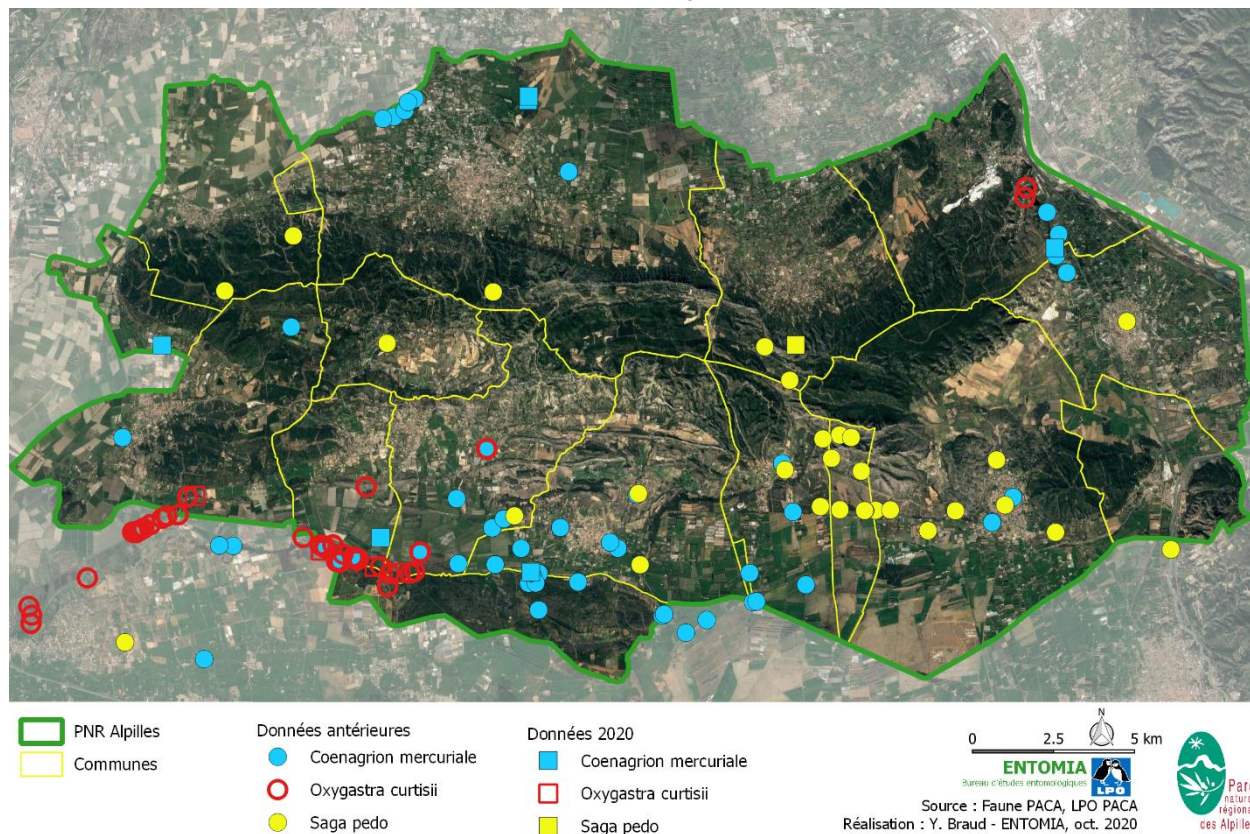 PNR Alpilles
Communes
Données antérieures
Coenagrion mercuriale
Oxygastra curtisii
Saga pedo
Données 2020
Coenagrion mercuriale
Oxygastra curtisii
Saga pedo
N
0 2.5 5 km
ENTOMIA
Bureau d'études entomologiques
LPO
Source : Faune PACA, LPO PACA
Réalisation : Y. Braud - ENTOMIA, oct. 2020
Parc
naturel
régional
des Alpilles